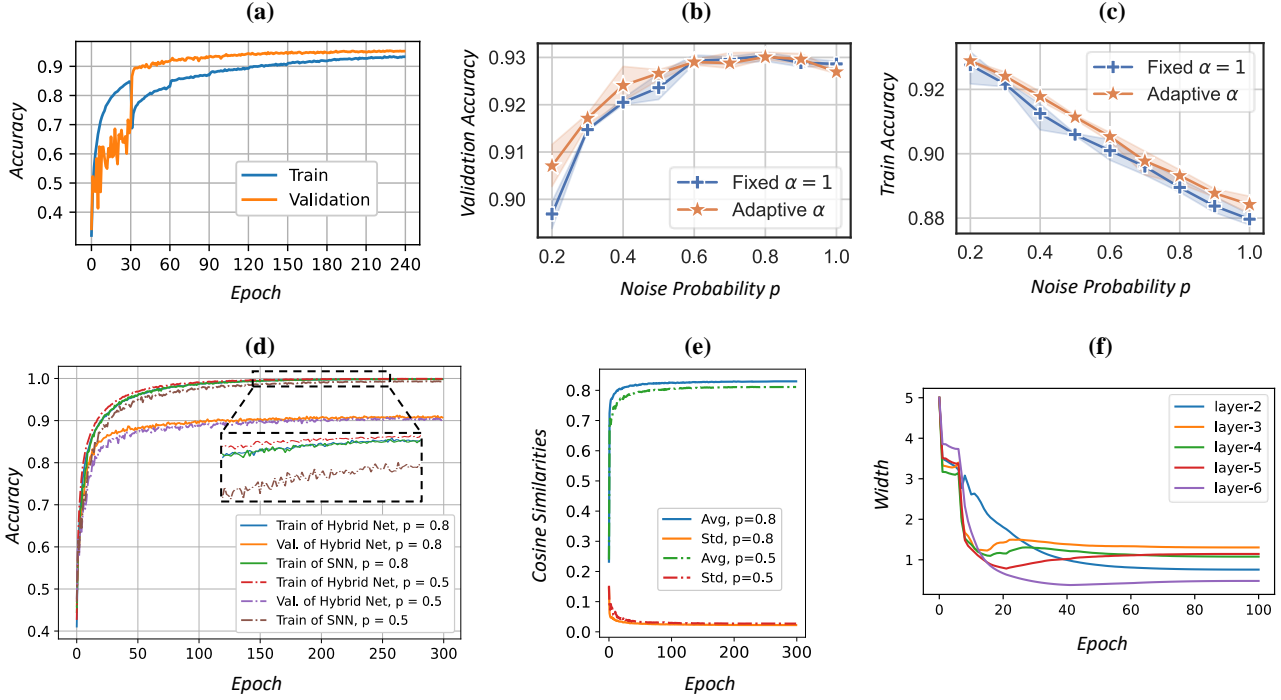 (a)
0.9
0.8
0.7
0.6
0.5
0.4
Accuracy
Train
Validation
0 30 60 90 120 150 180 210 240
Epoch
(b)
0.93
0.92
0.91
0.90
Validation Accuracy
Fixed α = 1
Adaptive α
0.2 0.4 0.6 0.8 1.0
Noise Probability p
(c)
0.92
0.90
0.88
Train Accuracy
Fixed α = 1
Adaptive α
0.2 0.4 0.6 0.8 1.0
Noise Probability p
(d)
1.0
0.9
0.8
0.7
0.6
0.5
0.4
Accuracy
Train of Hybrid Net, p = 0.8
Val. of Hybrid Net, p = 0.8
Train of SNN, p = 0.8
Train of Hybrid Net, p = 0.5
Val. of Hybrid Net, p = 0.5
Train of SNN, p = 0.5
0 50 100 150 200 250 300
Epoch
(e)
0.8
0.7
0.6
0.5
0.4
0.3
0.2
0.1
0.0
Cosine Similarities
Avg, p=0.8
Std, p=0.8
Avg, p=0.5
Std, p=0.5
0 100 200 300
Epoch
(f)
5
4
3
2
1
Width
layer-2
layer-3
layer-4
layer-5
layer-6
0 20 40 60 80 100
Epoch